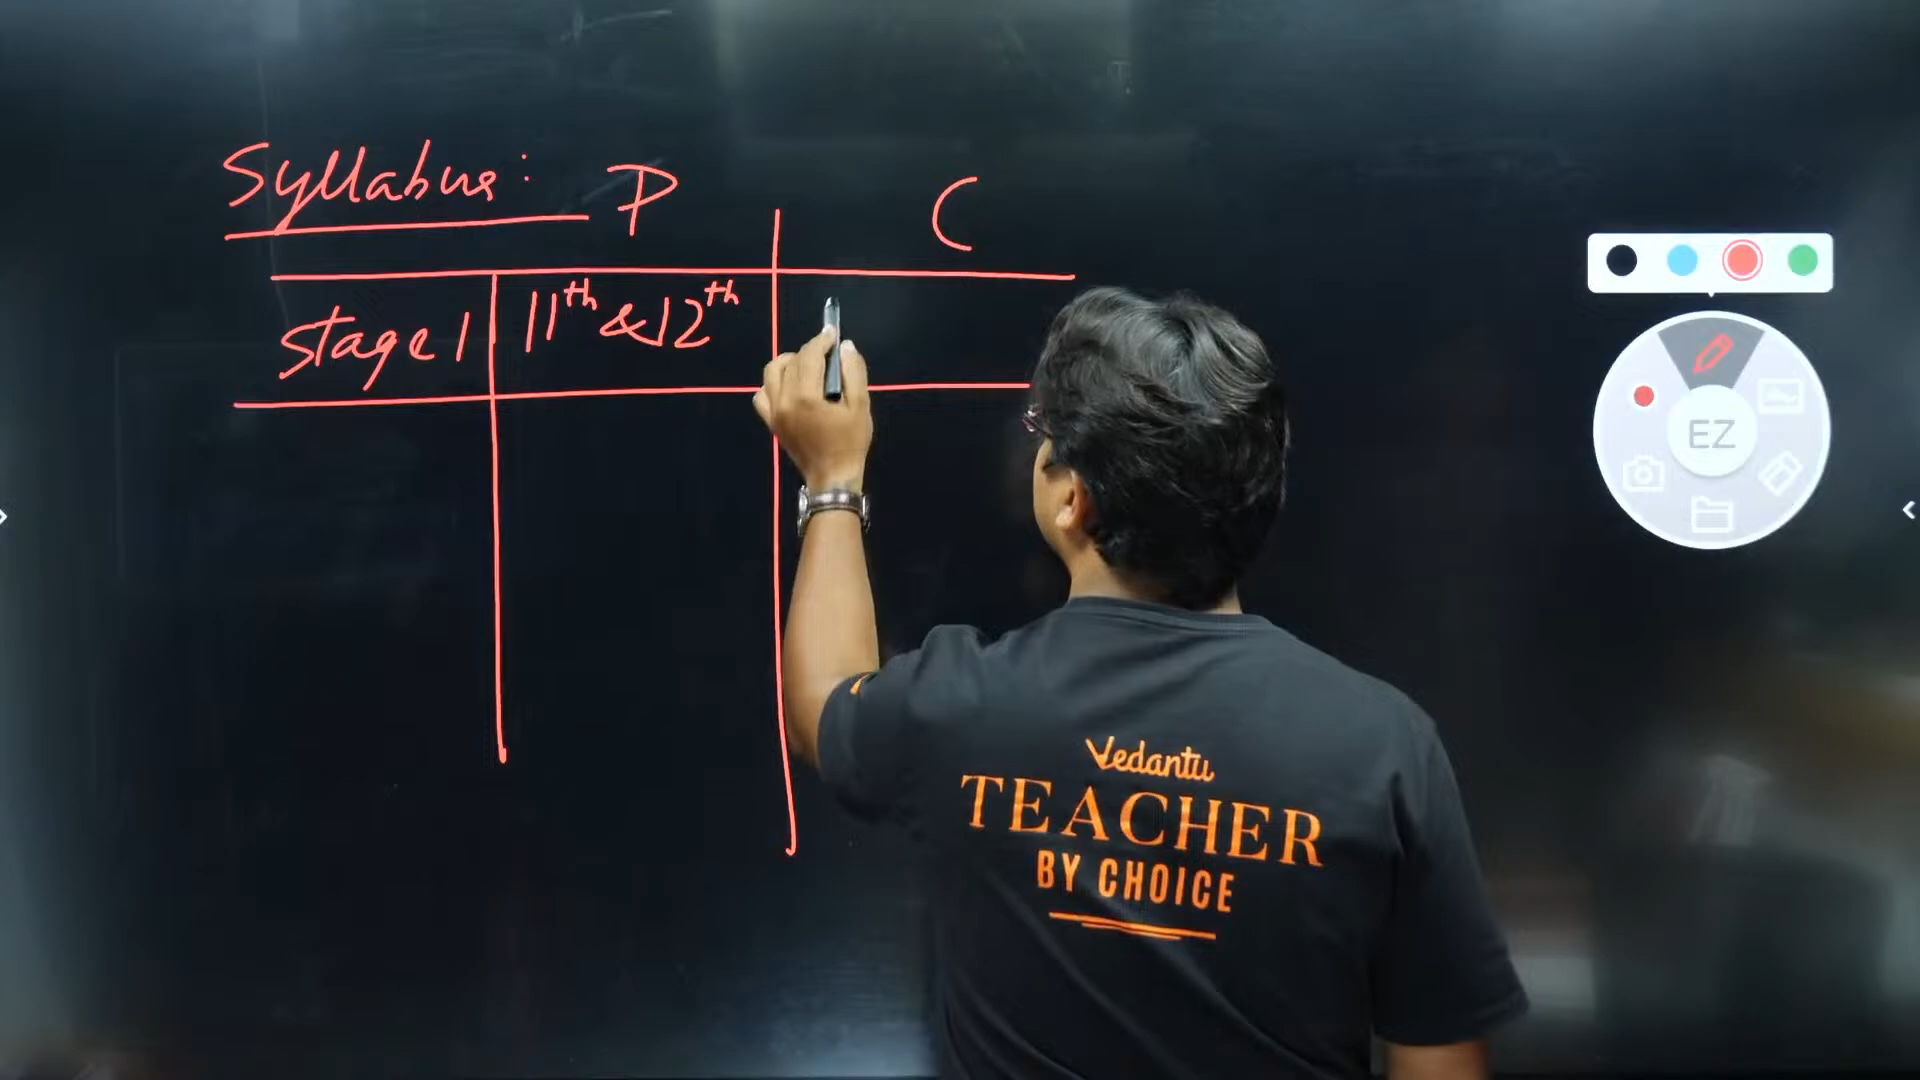 Syllabus: P C
Stage 1 11th & 12th
EZ
Vedantu
TEACHER
BY CHOICE